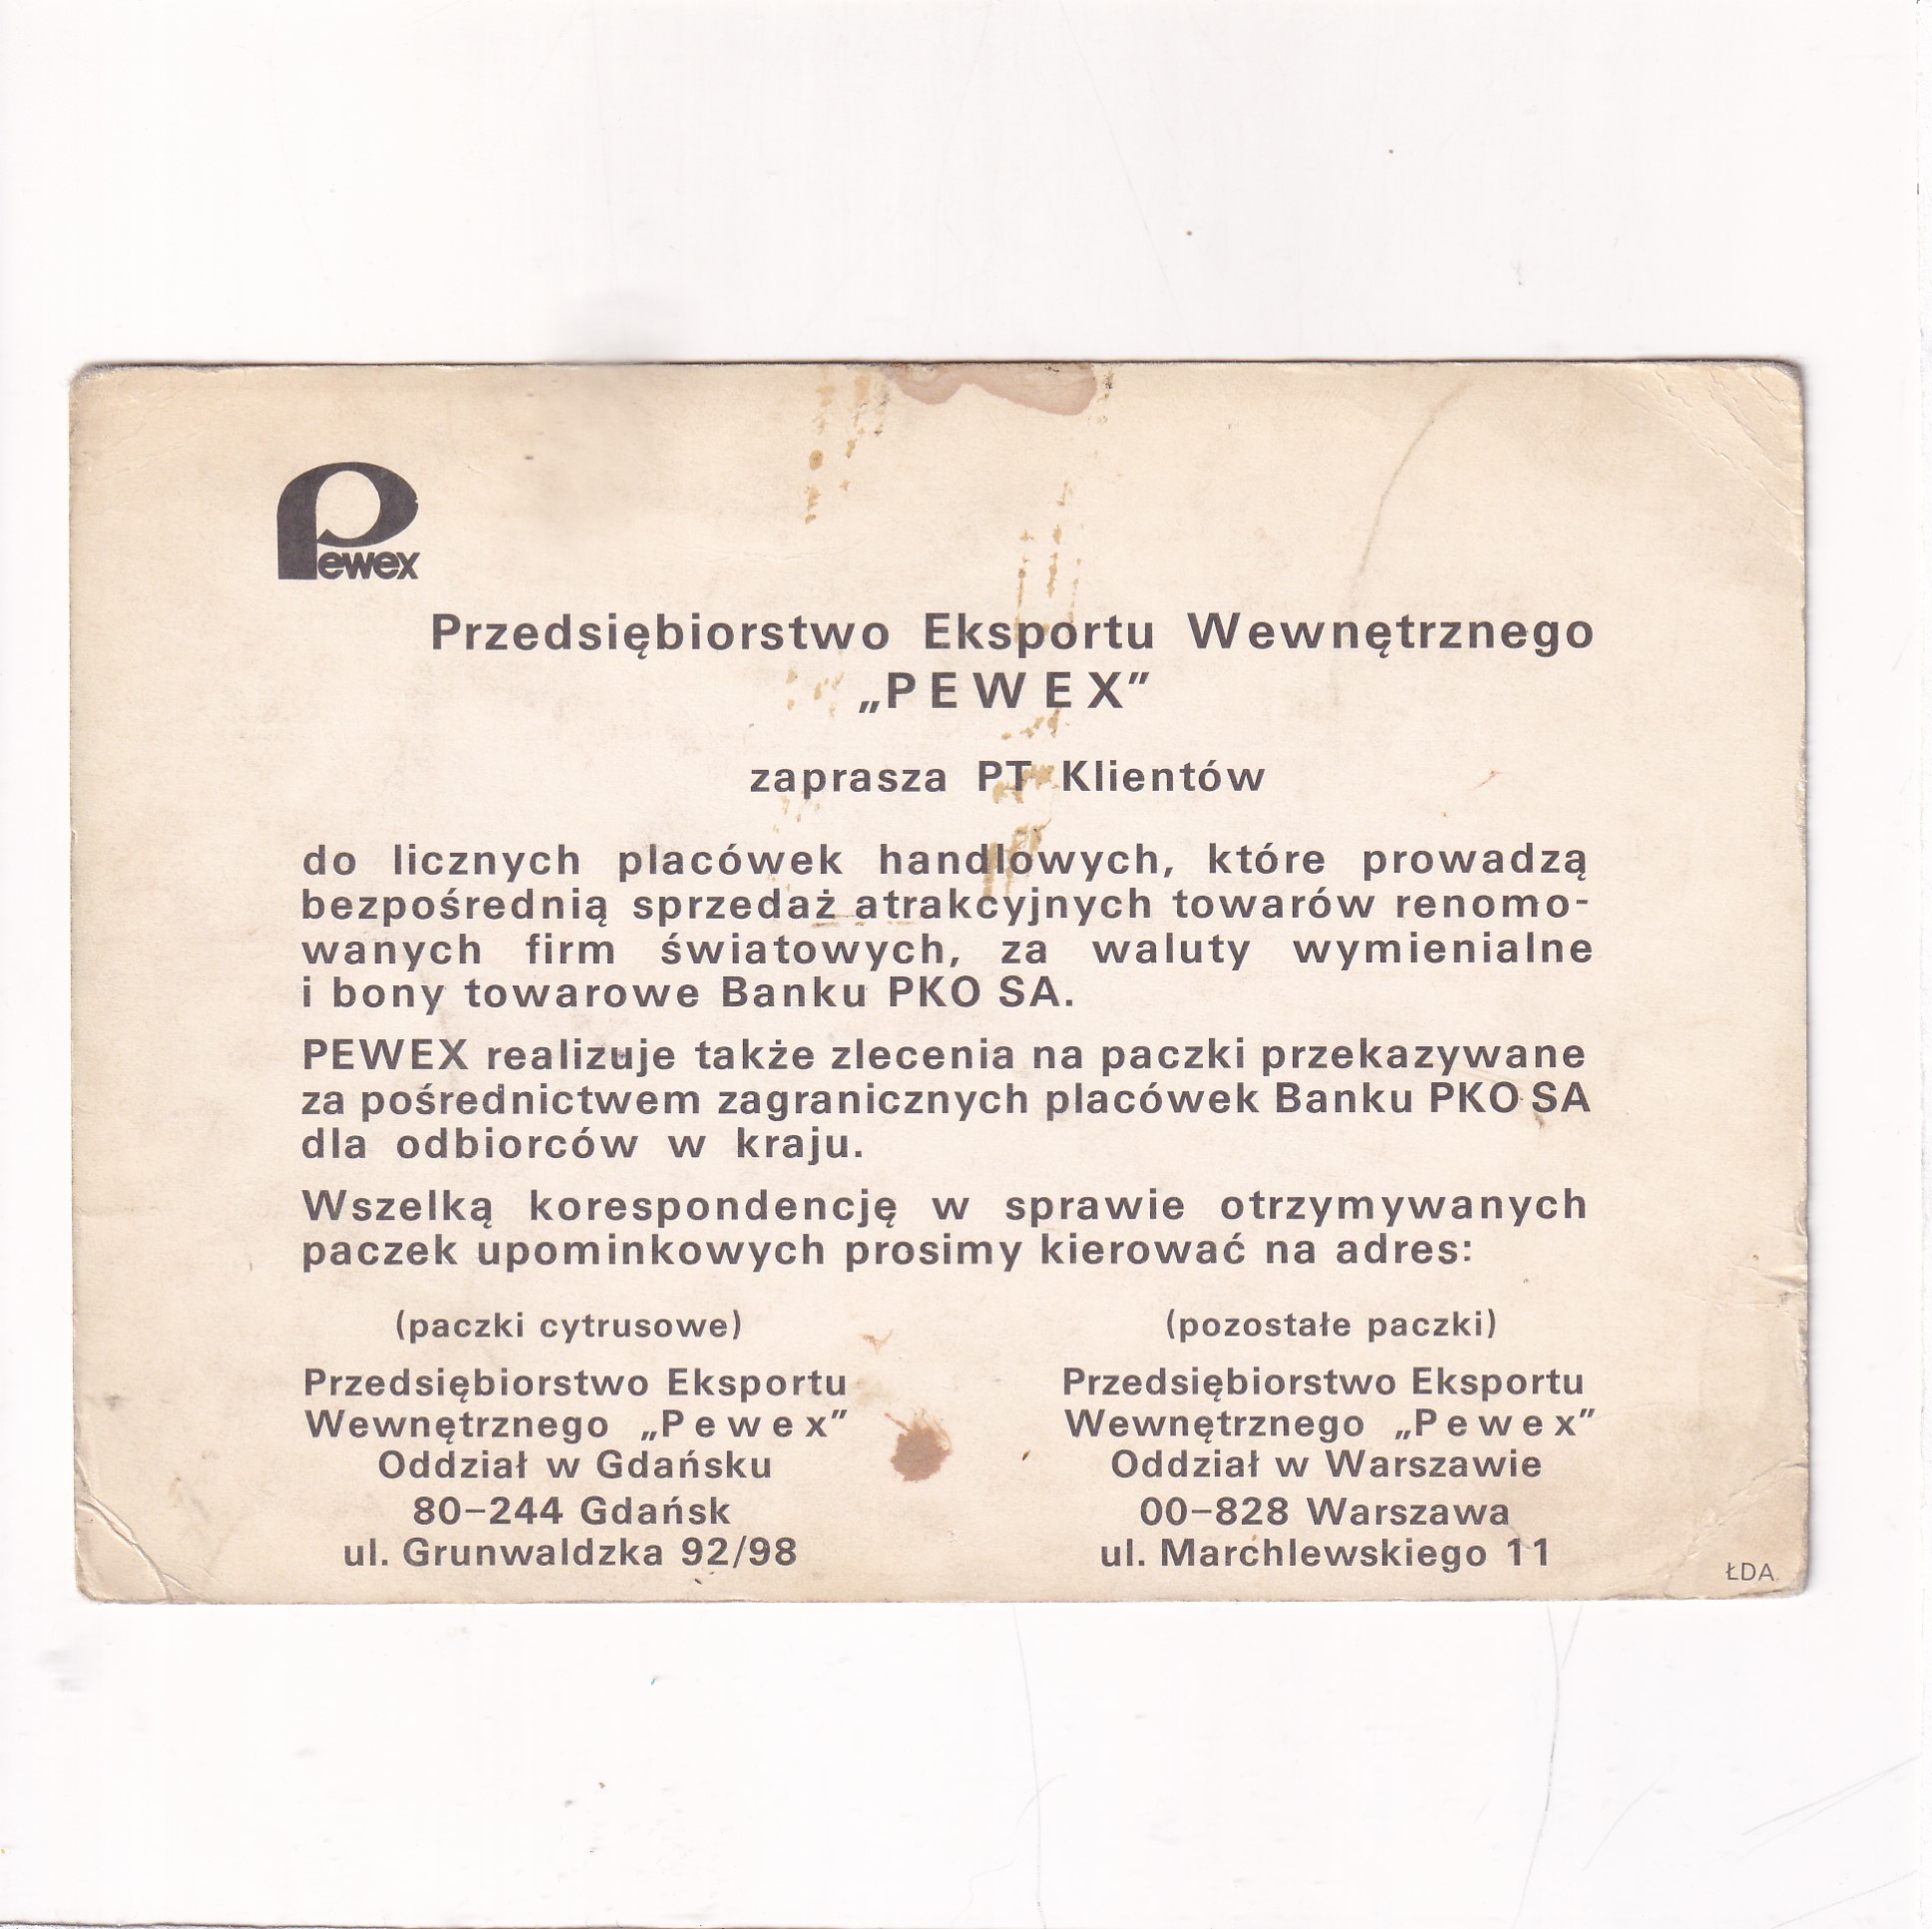 Pewex
Przedsiębiorstwo Eksportu Wewnętrznego
„PEWEX”
zaprasza PT Klientów
do licznych placówek handlowych, które prowadzą
bezpośrednią sprzedaż atrakcyjnych towarów renomo-
wanych firm światowych, za waluty wymienialne
i bony towarowe Banku PKO SA.
PEWEX realizuje także zlecenia na paczki przekazywane
za pośrednictwem zagranicznych placówek Banku PKO SA
dla odbiorców w kraju.
Wszelką korespondencję w sprawie otrzymywanych
paczek upominkowych prosimy kierować na adres:
(paczki cytrusowe)
Przedsiębiorstwo Eksportu
Wewnętrznego „Pewex”
Oddział w Gdańsku
80–244 Gdańsk
ul. Grunwaldzka 92/98
(pozostałe paczki)
Przedsiębiorstwo Eksportu
Wewnętrznego „Pewex”
Oddział w Warszawie
00–828 Warszawa
ul. Marchlewskiego 11
ŁDA